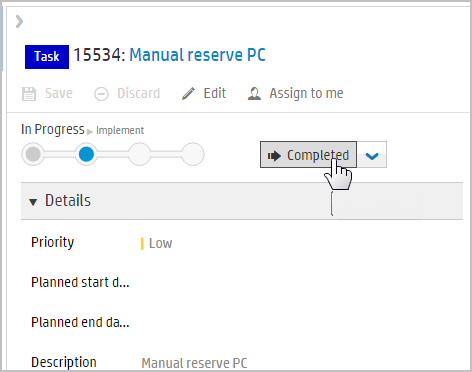 Task 15534: Manual reserve PC
Save Discard Edit Assign to me
In Progress Implement
Completed
Details
Priority Low
Planned start d...
Planned end da...
Description Manual reserve PC